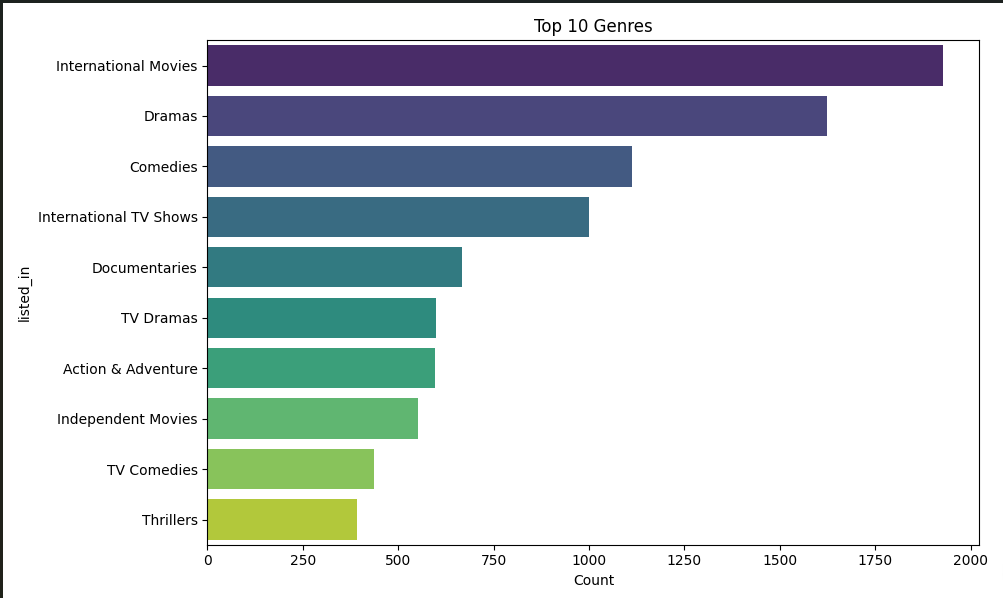 Top 10 Genres
International Movies
Dramas
Comedies
International TV Shows
Documentaries
TV Dramas
Action & Adventure
Independent Movies
TV Comedies
Thrillers
listed_in
0 250 500 750 1000 1250 1500 1750 2000
Count